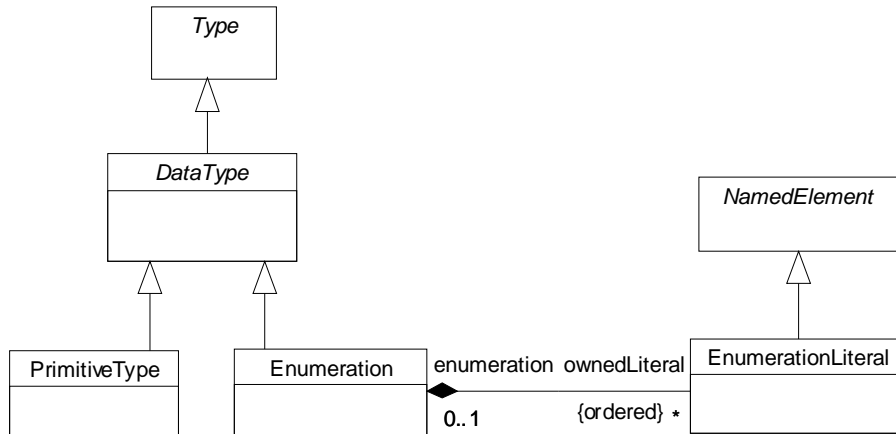 Type
DataType
NamedElement
PrimitiveType
Enumeration
enumeration ownedLiteral
EnumerationLiteral
0..1
{ordered} *